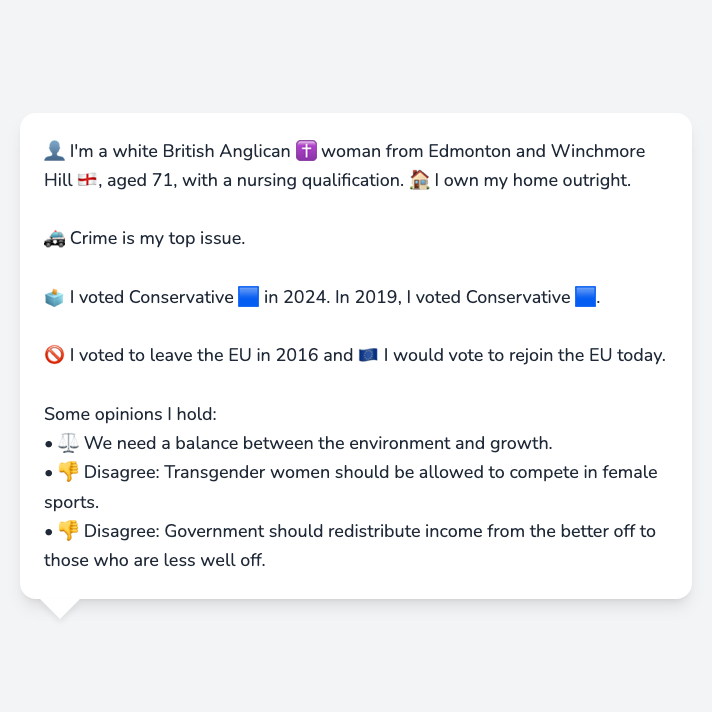 👤 I'm a white British Anglican ✝️ woman from Edmonton and Winchmore
Hill 🏴󠁧󠁢󠁥󠁮󠁧󠁿, aged 71, with a nursing qualification. 🏠 I own my home outright.
🚓 Crime is my top issue.
🗳️ I voted Conservative 🟦 in 2024. In 2019, I voted Conservative 🟦.
🚫 I voted to leave the EU in 2016 and 🇪🇺 I would vote to rejoin the EU today.
Some opinions I hold:
• ⚖️ We need a balance between the environment and growth.
• 👎 Disagree: Transgender women should be allowed to compete in female
sports.
• 👎 Disagree: Government should redistribute income from the better off to
those who are less well off.